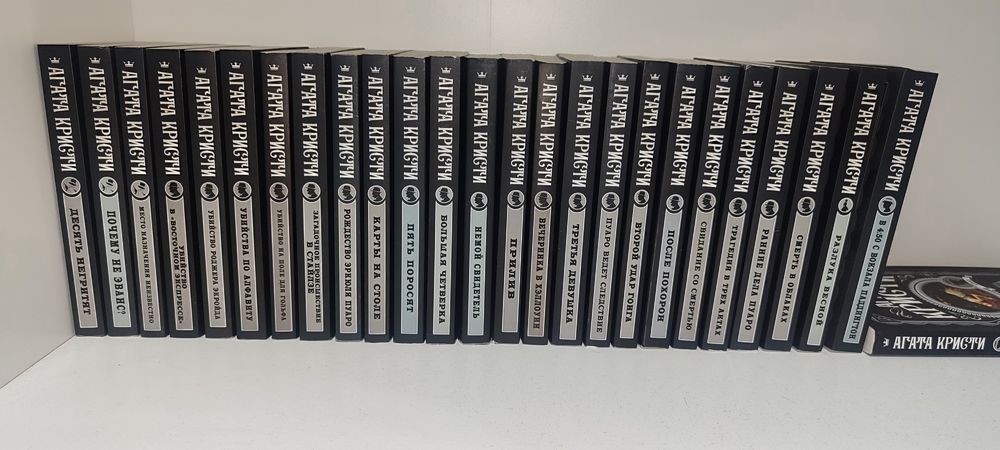 АГАТА КРИСТИ
ДЕСЯТЬ НЕГРИТЯТ
АГАТА КРИСТИ
ПОЧЕМУ НЕ ЭВАНС?
АГАТА КРИСТИ
МЕСТО НАЗНАЧЕНИЯ НЕИЗВЕСТНО
АГАТА КРИСТИ
УБИЙСТВО
В «ВОСТОЧНОМ ЭКСПРЕССЕ»
АГАТА КРИСТИ
УБИЙСТВО РОДЖЕРА ЭКРОЙДА
АГАТА КРИСТИ
УБИЙСТВА ПО АЛФАВИТУ
АГАТА КРИСТИ
УБИЙСТВО НА ПОЛЕ ДЛЯ ГОЛЬФА
АГАТА КРИСТИ
ЗАГАДОЧНОЕ ПРОИСШЕСТВИЕ
В СТАЙЛЗЕ
АГАТА КРИСТИ
РОЖДЕСТВО ЭРКЮЛЯ ПУАРО
АГАТА КРИСТИ
КАРТЫ НА СТОЛЕ
АГАТА КРИСТИ
ПЯТЬ ПОРОСЯТ
АГАТА КРИСТИ
БОЛЬШАЯ ЧЕТВЕРКА
АГАТА КРИСТИ
НЕМОЙ СВИДЕТЕЛЬ
АГАТА КРИСТИ
ПРИЛИВ
АГАТА КРИСТИ
ВЕЧЕРИНКА В ХЭЛЛОУИН
АГАТА КРИСТИ
ТРЕТЬЯ ДЕВУШКА
АГАТА КРИСТИ
ПУАРО ВЕДЕТ СЛЕДСТВИЕ
АГАТА КРИСТИ
ВТОРОЙ УДАР ГОНГА
АГАТА КРИСТИ
ПОСЛЕ ПОХОРОН
АГАТА КРИСТИ
СВИДАНИЕ СО СМЕРТЬЮ
АГАТА КРИСТИ
ТРАГЕДИЯ В ТРЕХ АКТАХ
АГАТА КРИСТИ
РАННИЕ ДЕЛА ПУАРО
АГАТА КРИСТИ
СМЕРТЬ В ОБЛАКАХ
АГАТА КРИСТИ
РАЗЛУКА ВЕСНОЙ
АГАТА КРИСТИ
В 4:50 С ВОКЗАЛА ПАДДИНГТОН
АГАТА КРИСТИ